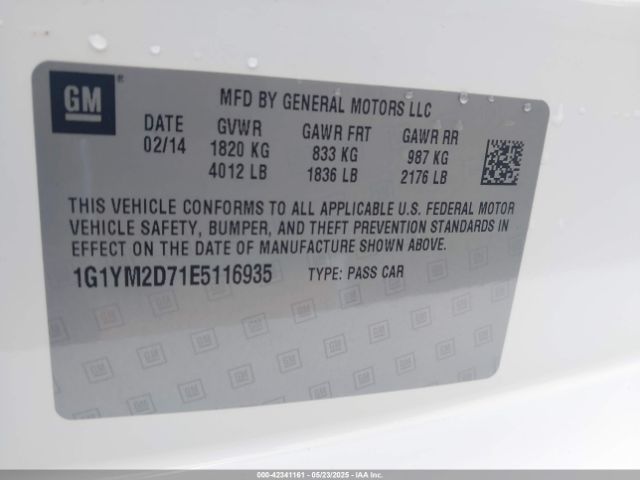 GM ®
MFD BY GENERAL MOTORS LLC
DATE GVWR GAWR FRT GAWR RR
02/14 1820 KG 833 KG 987 KG
4012 LB 1836 LB 2176 LB
THIS VEHICLE CONFORMS TO ALL APPLICABLE U.S. FEDERAL MOTOR
VEHICLE SAFETY, BUMPER, AND THEFT PREVENTION STANDARDS IN
EFFECT ON THE DATE OF MANUFACTURE SHOWN ABOVE.
1G1YM2D71E5116935 TYPE: PASS CAR
000-42341161 - 05/23/2025 - IAA Inc.